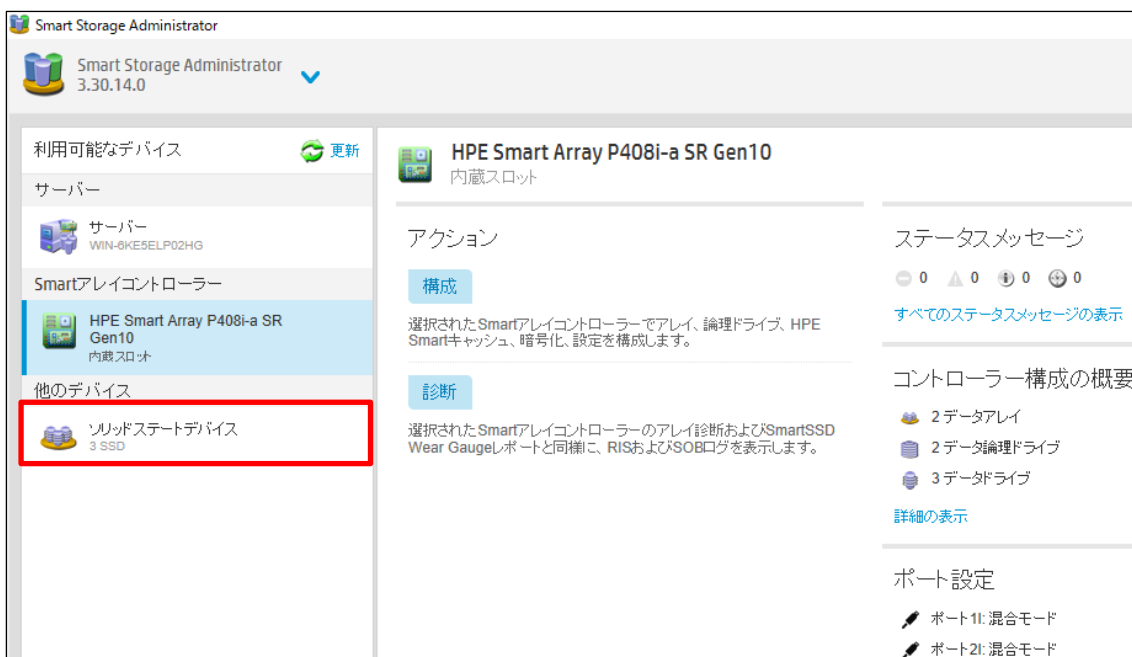 Smart Storage Administrator
Smart Storage Administrator
3.30.14.0
利用可能なデバイス
更新
サーバー
サーバー
WIN-6KE5ELP02HG
Smartアレイコントローラー
HPE Smart Array P408i-a SR
Gen10
内蔵スロット
他のデバイス
ソリッドステートデバイス
3 SSD
HPE Smart Array P408i-a SR Gen10
内蔵スロット
アクション
構成
選択されたSmartアレイコントローラーでアレイ、論理ドライブ、HPE
Smartキャッシュ、暗号化、設定を構成します。
診断
選択されたSmartアレイコントローラーのアレイ診断およびSmartSSD
Wear Gaugeレポートと同様に、RISおよびSOBログを表示します。
ステータスメッセージ
0 0 0 0
すべてのステータスメッセージの表示
コントローラー構成の概要
2 データアレイ
2 データ論理ドライブ
3 データドライブ
詳細の表示
ポート設定
ポート1I: 混合モード
ポート2I: 混合モード